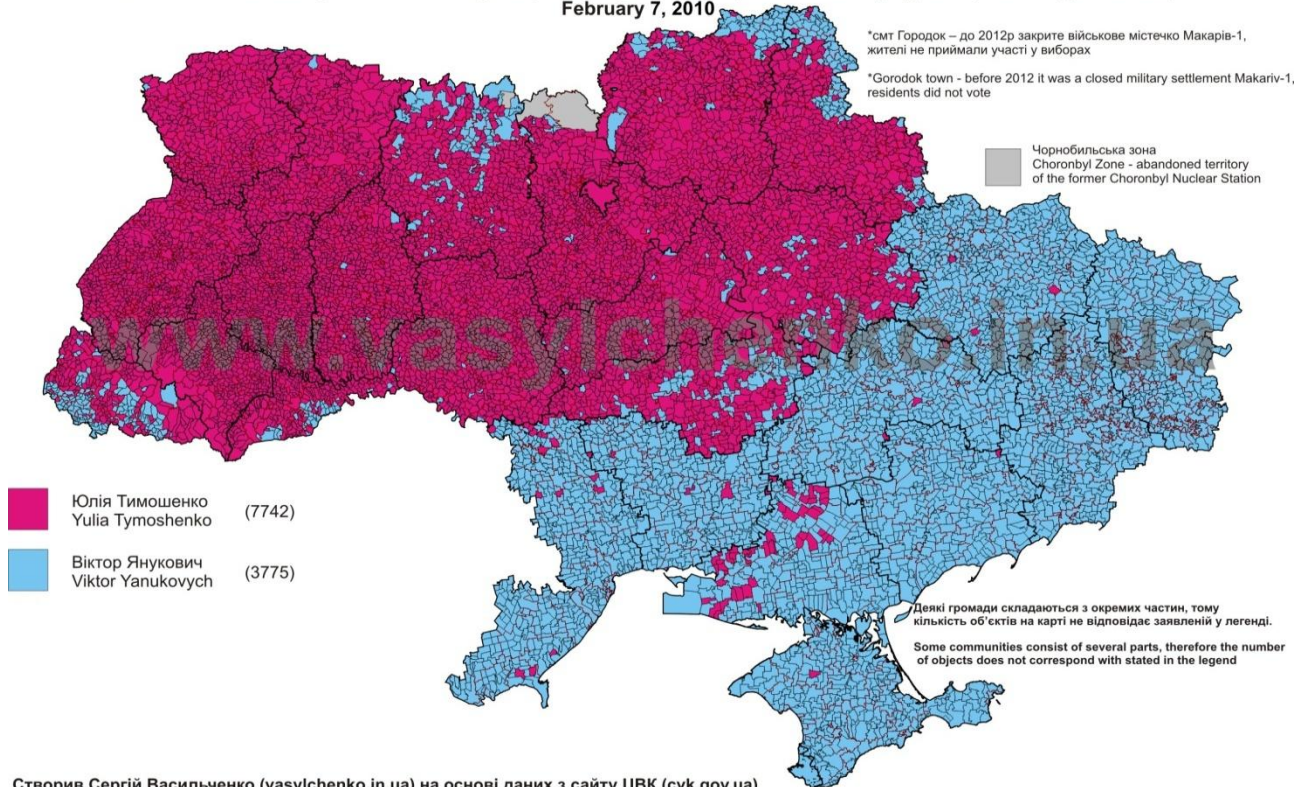 February 7, 2010
*смт Городок – до 2012р закрите військове містечко Макарів-1,
жителі не приймали участі у виборах
*Gorodok town - before 2012 it was a closed military settlement Makariv-1,
residents did not vote
Чорнобильська зона
Choronbyl Zone - abandoned territory
of the former Choronbyl Nuclear Station
www.vasylchenko.in.ua
Юлія Тимошенко
Yulia Tymoshenko (7742)
Віктор Янукович
Viktor Yanukovych (3775)
Деякі громади складаються з окремих частин, тому
кількість об'єктів на карті не відповідає заявленій у легенді.
Some communities consist of several parts, therefore the number
of objects does not correspond with stated in the legend
Створив Сергій Васильченко (vasylchenko.in.ua) на основі даних з сайту ЦВК (cvk.gov.ua)